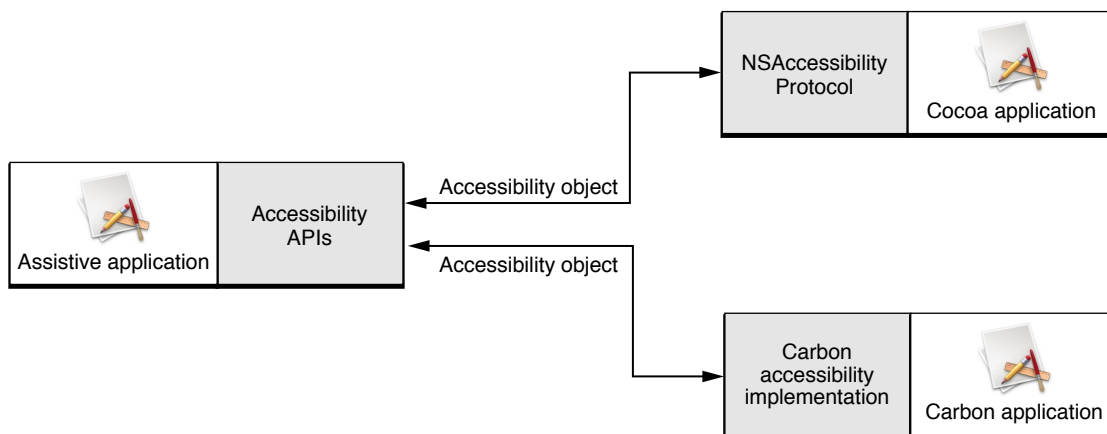 NSAccessibility
Protocol
Cocoa application
Accessibility object
Accessibility
APIs
Assistive application
Accessibility object
Carbon
accessibility
implementation
Carbon application